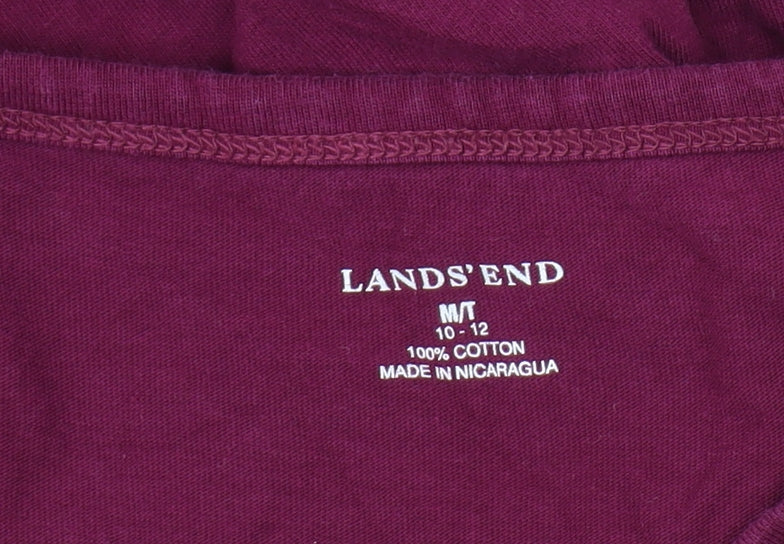 LANDS' END
M/T
10 - 12
100% COTTON
MADE IN NICARAGUA